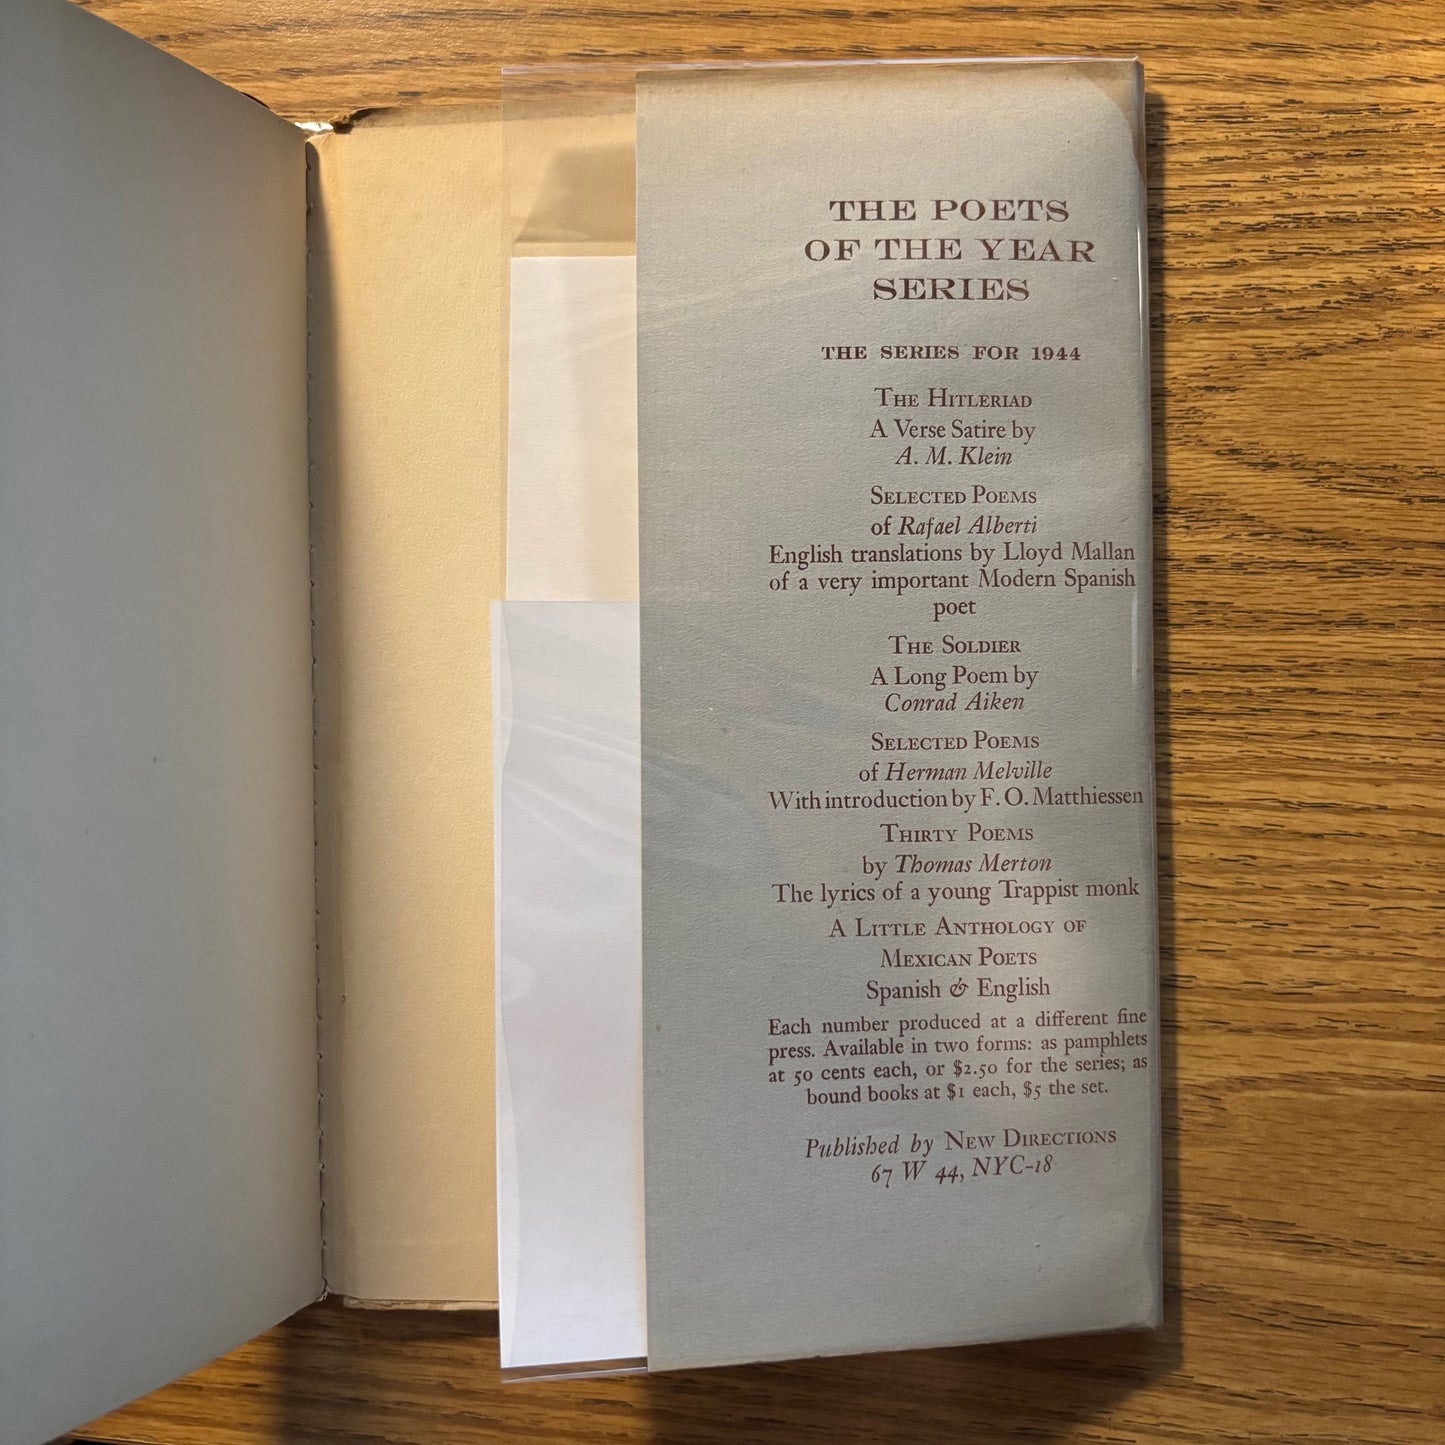 THE POETS
OF THE YEAR
SERIES
THE SERIES FOR 1944
THE HITLERIAD
A Verse Satire by
A. M. Klein
SELECTED POEMS
of Rafael Alberti
English translations by Lloyd Mallan
of a very important Modern Spanish
poet
THE SOLDIER
A Long Poem by
Conrad Aiken
SELECTED POEMS
of Herman Melville
With introduction by F. O. Matthiessen
THIRTY POEMS
by Thomas Merton
The lyrics of a young Trappist monk
A LITTLE ANTHOLOGY OF
MEXICAN POETS
Spanish & English
Each number produced at a different fine
press. Available in two forms: as pamphlets
at 50 cents each, or $2.50 for the series; as
bound books at $1 each, $5 the set.
Published by NEW DIRECTIONS
67 W 44, NYC-18